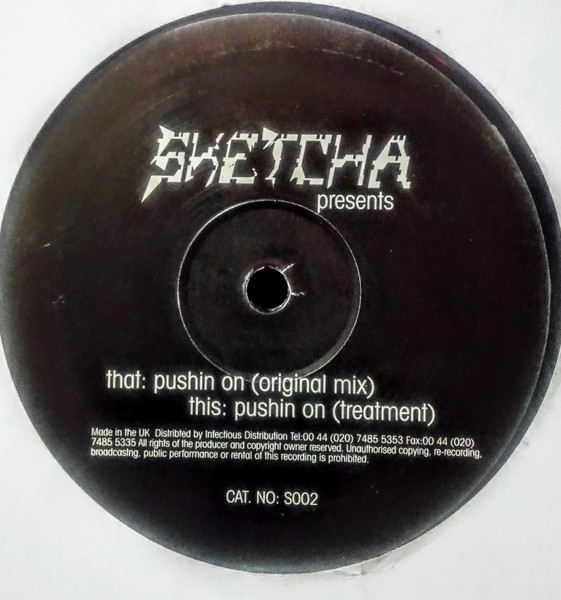 SKETCHA
presents
that: pushin on (original mix)
this: pushin on (treatment)
Made in the UK Distribted by Infectious Distribution Tel:00 44 (020) 7485 5353 Fax:00 44 (020)
7485 5335 All rights of the producer and copyright owner reserved. Unauthorised copying, re-recording,
broadcastng, public performance or rental of this recording is prohibited.
CAT. NO: S002